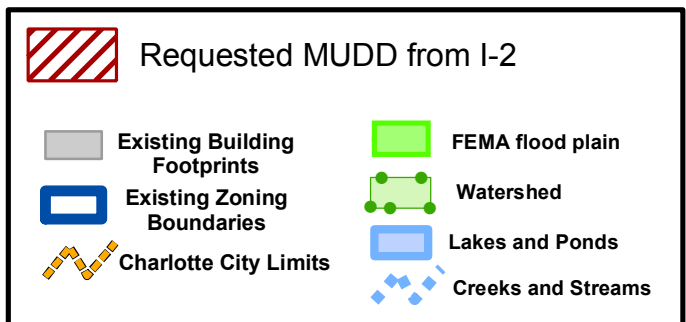 Requested MUDD from I-2
Existing Building
Footprints
Existing Zoning
Boundaries
Charlotte City Limits
FEMA flood plain
Watershed
Lakes and Ponds
Creeks and Streams